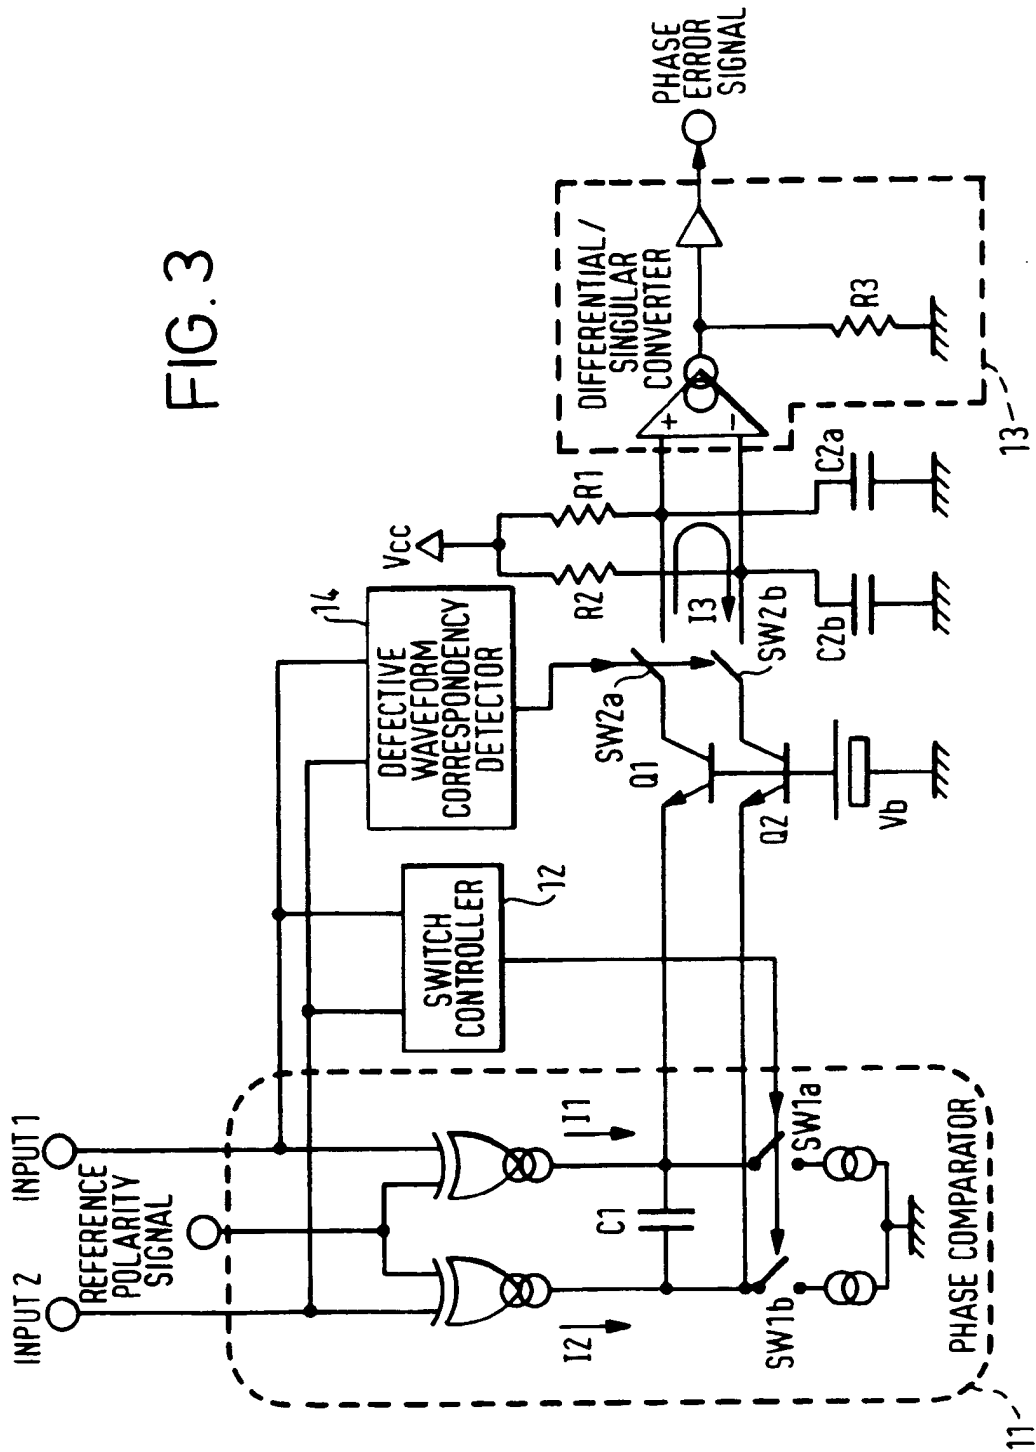 FIG. 3
INPUT 2
INPUT 1
REFERENCE
POLARITY
SIGNAL
I2
I1
C1
SW1b
SW1a
PHASE COMPARATOR
11
SWITCH
CONTROLLER
12
DEFECTIVE
WAVEFORM
CORRESPONDENCY
DETECTOR
14
SW2a
Q1
Q2
Vb
SW2b
I3
Vcc
R2
R1
C2b
C2a
DIFFERENTIAL/
SINGULAR
CONVERTER
+
−
R3
13
PHASE
ERROR
SIGNAL